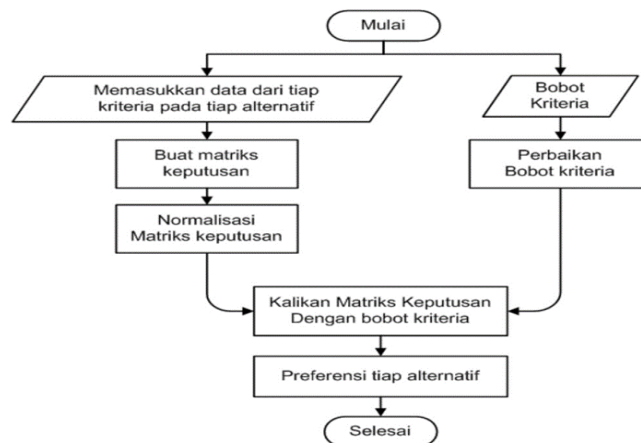 Mulai
Memasukkan data dari tiap
kriteria pada tiap alternatif
Bobot
Kriteria
Buat matriks
keputusan
Perbaikan
Bobot kriteria
Normalisasi
Matriks keputusan
Kalikan Matriks Keputusan
Dengan bobot kriteria
Preferensi tiap alternatif
Selesai